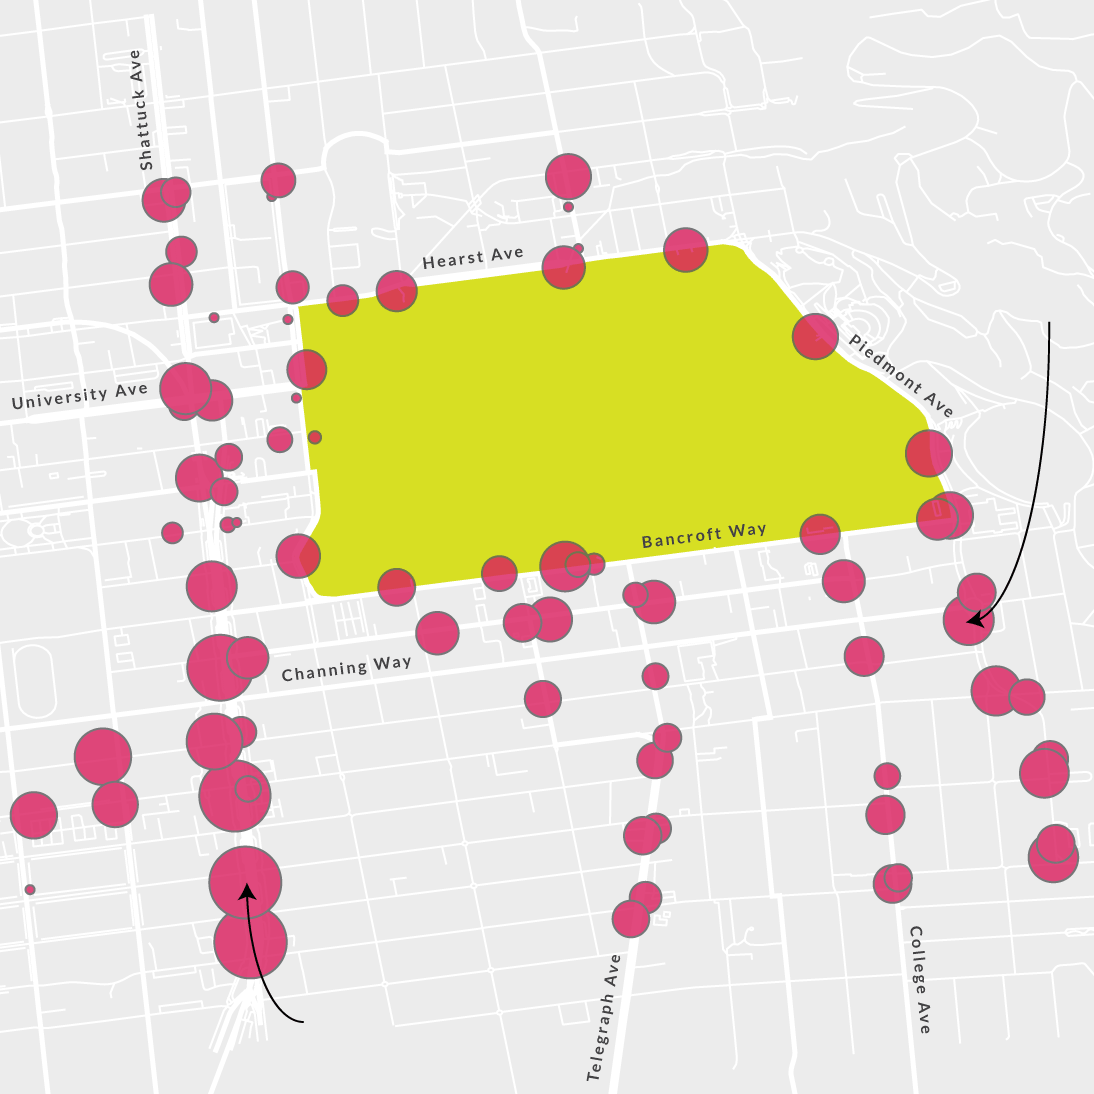 Shattuck Ave
Hearst Ave
Piedmont Ave
University Ave
Bancroft Way
Channing Way
College Ave
Telegraph Ave